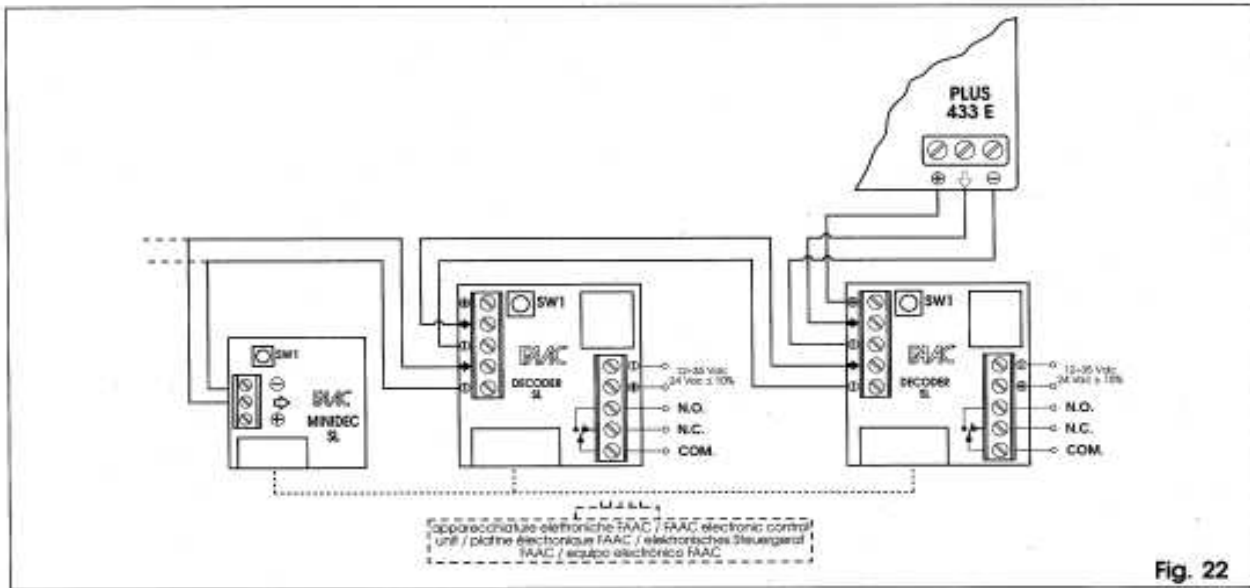 PLUS
433 E
SW1
FAAC
MINIDEC
SL
SW1
FAAC
DECODER
SL
12÷35 Vdc
24 Vac ± 10%
N.O.
N.C.
COM.
SW1
FAAC
DECODER
SL
12÷35 Vdc
24 Vac ± 10%
N.O.
N.C.
COM.
apparecchiature elettroniche FAAC / FAAC electronic control
unit / platine électronique FAAC / elektronisches Steuergerät
FAAC / equipo electrónico FAAC
Fig. 22